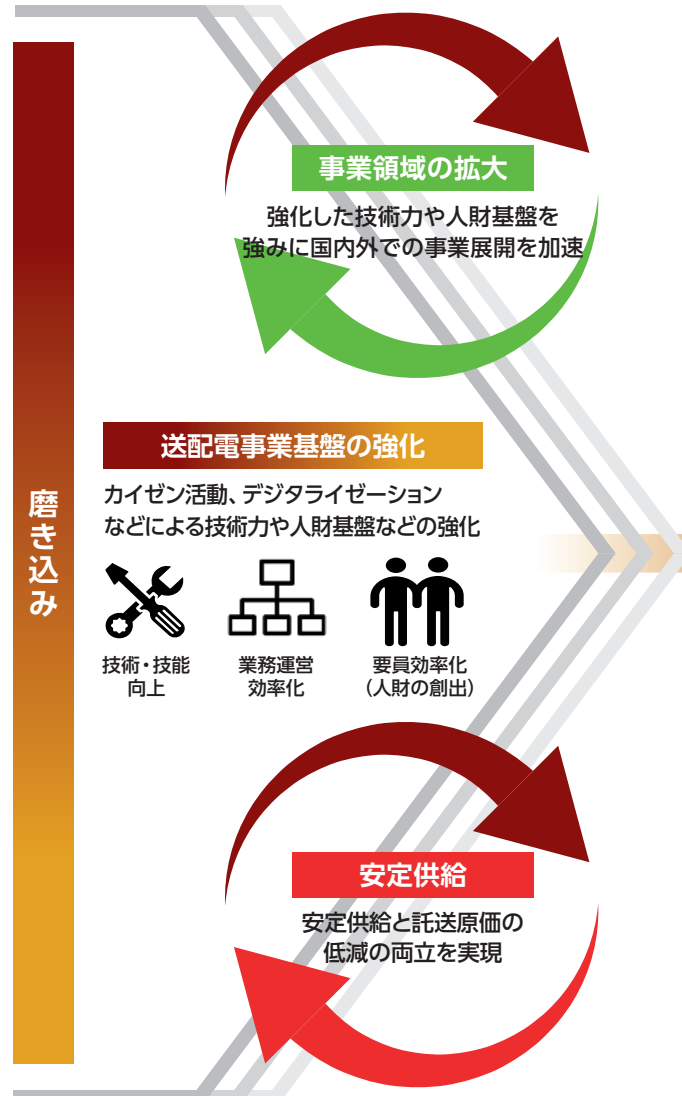 磨き込み
事業領域の拡大
強化した技術力や人財基盤を
強みに国内外での事業展開を加速
送配電事業基盤の強化
カイゼン活動、デジタライゼーション
などによる技術力や人財基盤などの強化
技術・技能
向上
業務運営
効率化
要員効率化
(人財の創出)
安定供給
安定供給と託送原価の
低減の両立を実現